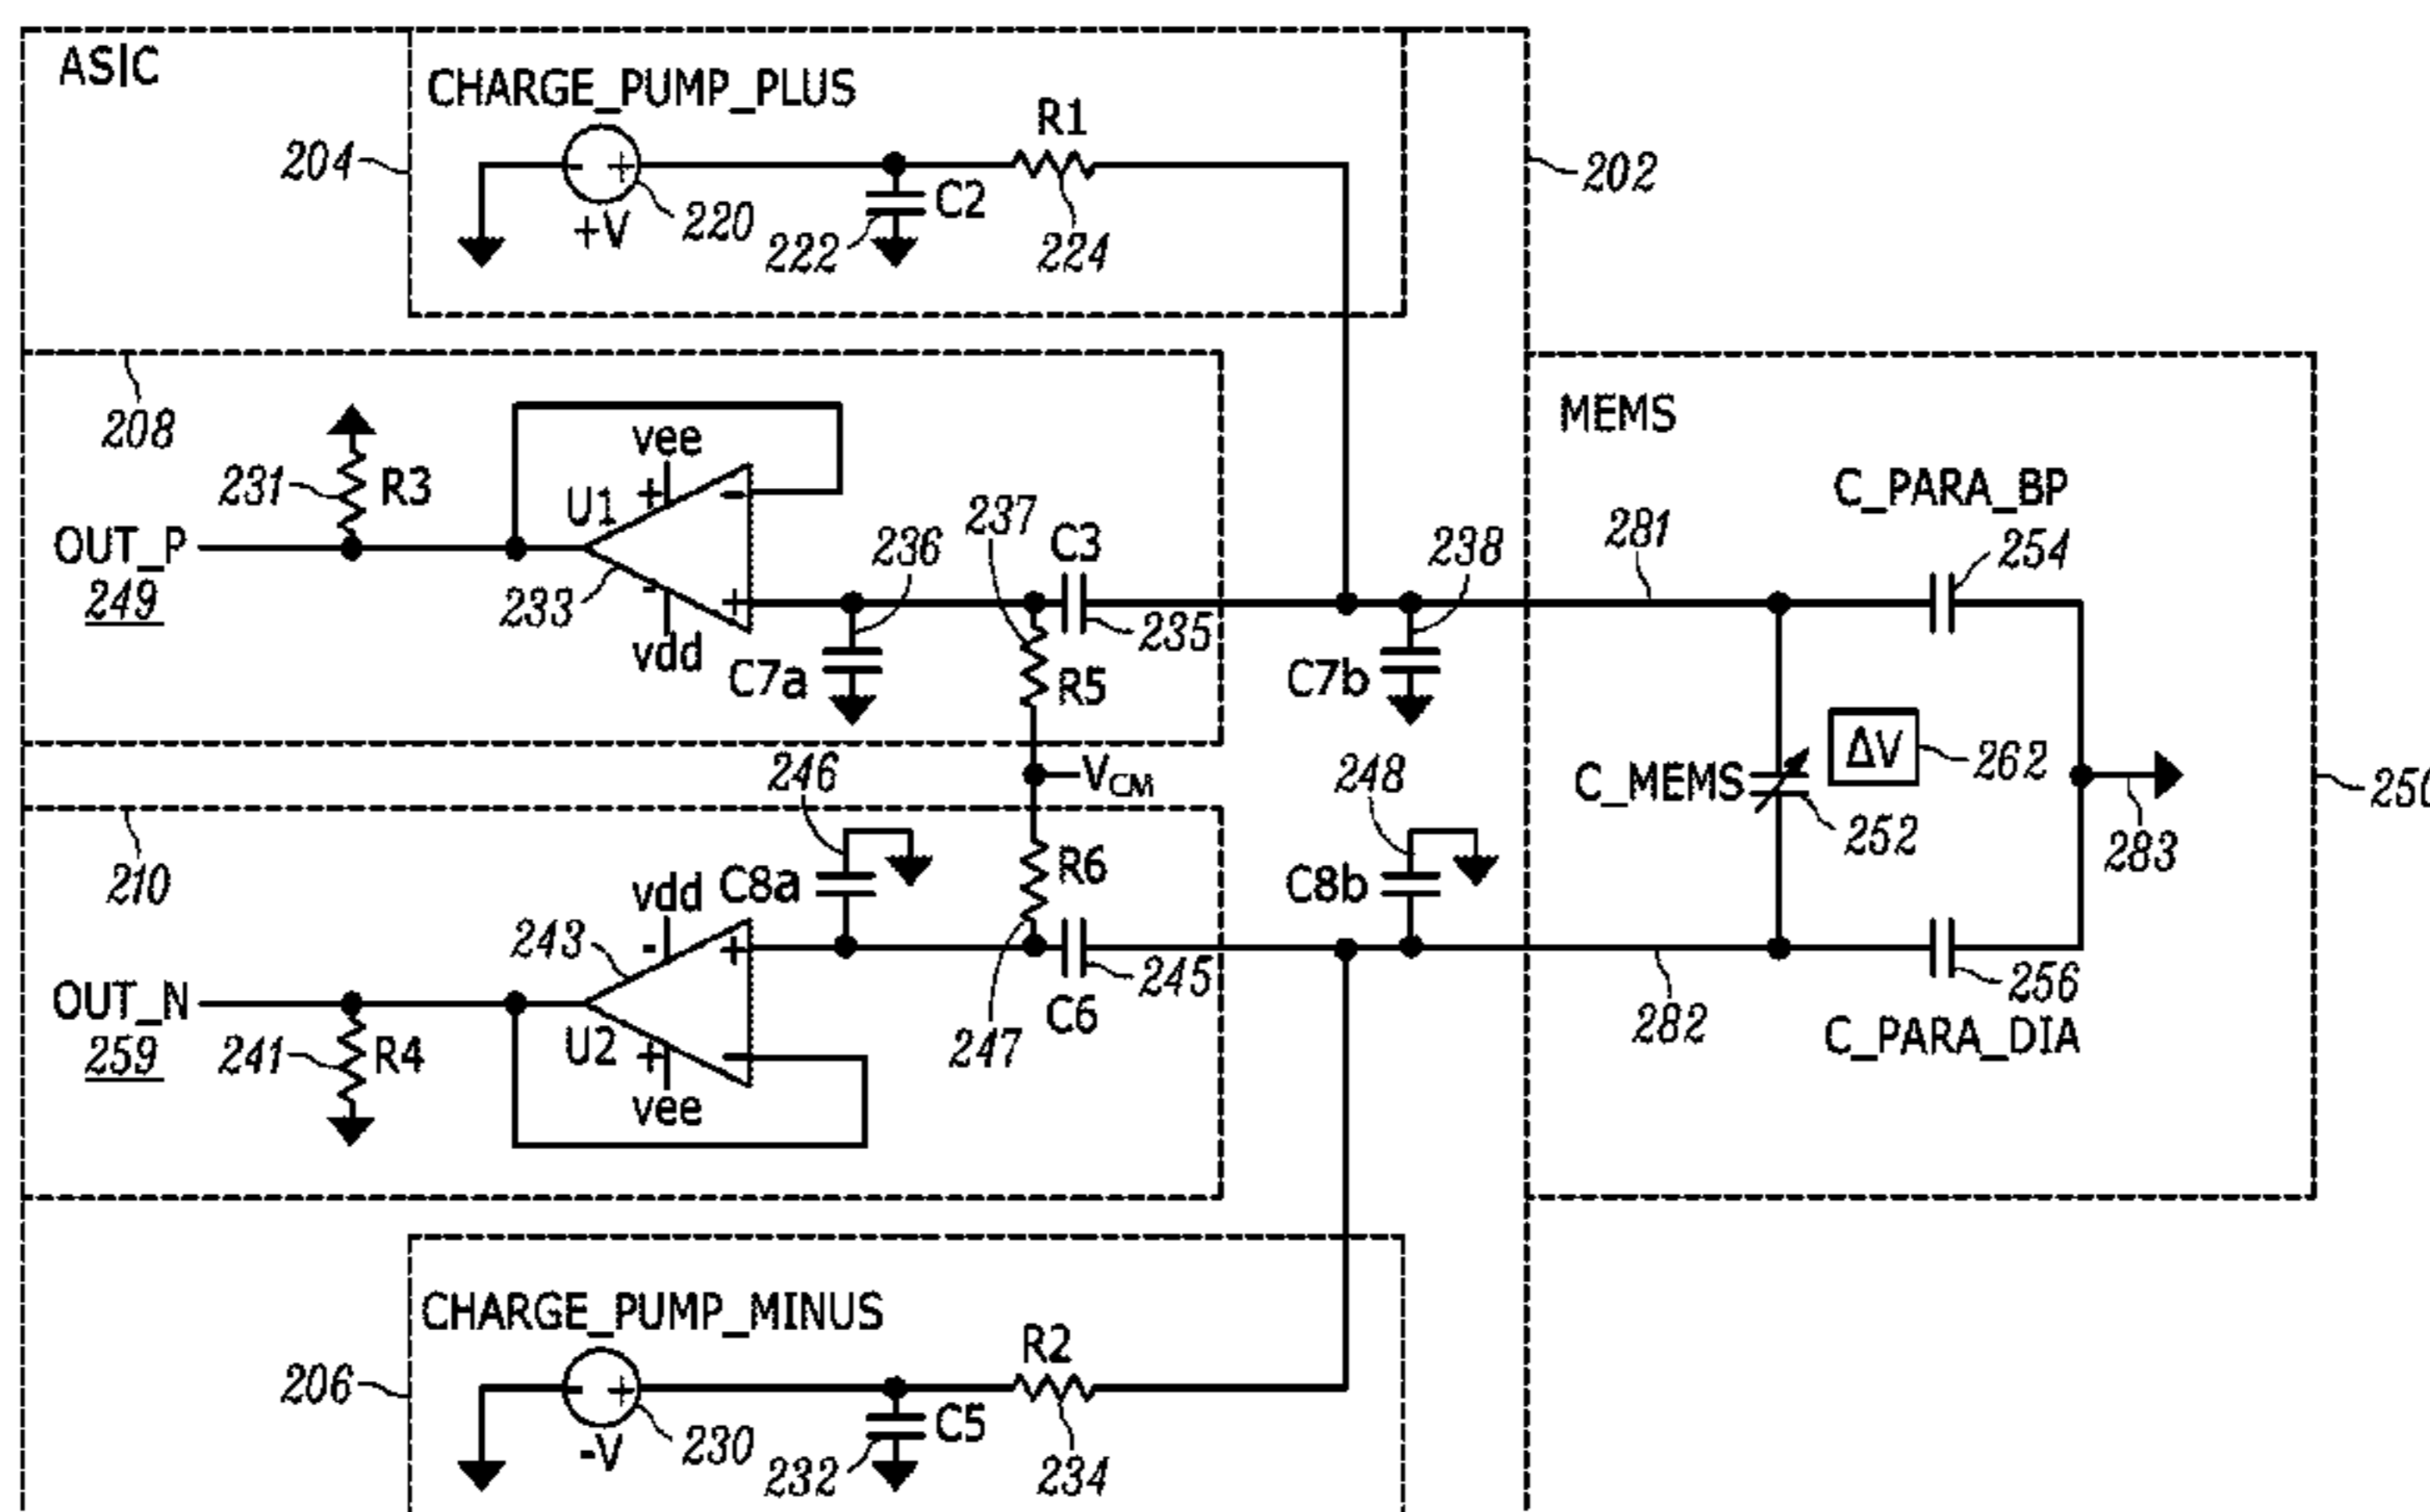 ASIC
CHARGE_PUMP_PLUS
R1
204
202
C2
220
+V
222
224
208
MEMS
vee
C_PARA_BP
231
R3
U1
+
-
237
C3
236
238
281
254
OUT_P
249
233
-
+
235
vdd
C7a
R5
C7b
246
VCM
248
C_MEMS
ΔV
262
250
252
283
210
vdd
C8a
R6
C8b
243
-
+
245
256
OUT_N
259
241
R4
U2
+
-
247
C6
282
C_PARA_DIA
vee
CHARGE_PUMP_MINUS
R2
206
- +
C5
-V
230
232
234